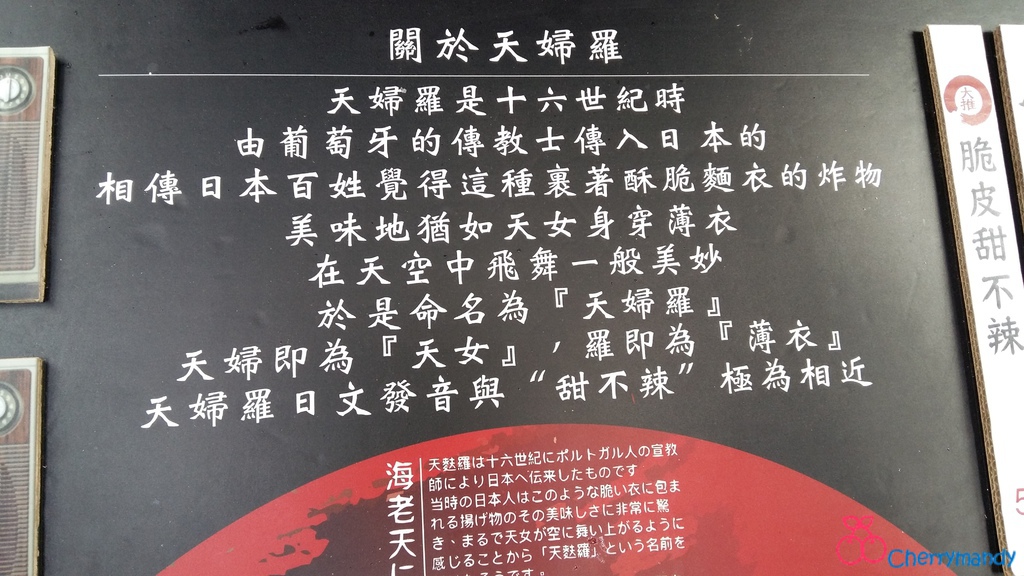 關於天婦羅
天婦羅是十六世紀時
由葡萄牙的傳教士傳入日本的
相傳日本百姓覺得這種裹著酥脆麵衣的炸物
美味地猶如天女身穿薄衣
在天空中飛舞一般美妙
於是命名為『天婦羅』
天婦即為『天女』，羅即為『薄衣』
天婦羅日文發音與“甜不辣”極為相近
海老天に
天麩羅は十六世紀にポルトガル人の宣教
師により日本へ伝来したものです
当時の日本人はこのような脆い衣に包ま
れる揚げ物のその美味しさに非常に驚
き、まるで天女が空に舞い上がるように
感じることから「天麩羅」という名前を
大推
脆皮甜不辣
5
Cherrymandy